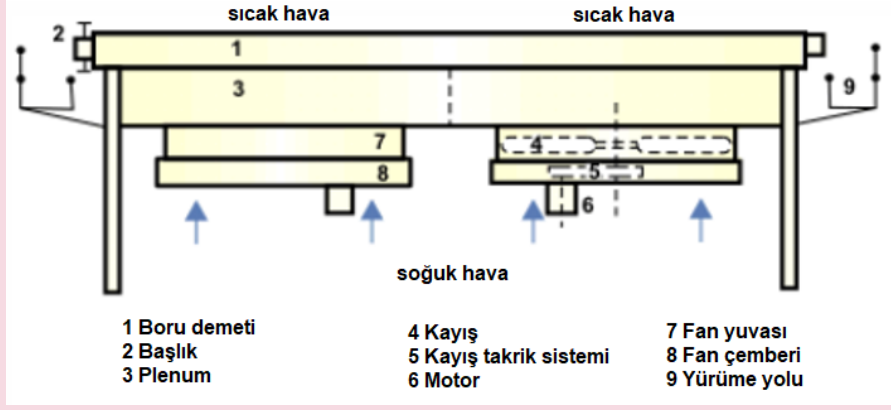 sıcak hava sıcak hava
2
1
3
9
7
4
8
5
6
soğuk hava
1 Boru demeti
2 Başlık
3 Plenum
4 Kayış
5 Kayış takrik sistemi
6 Motor
7 Fan yuvası
8 Fan çemberi
9 Yürüme yolu